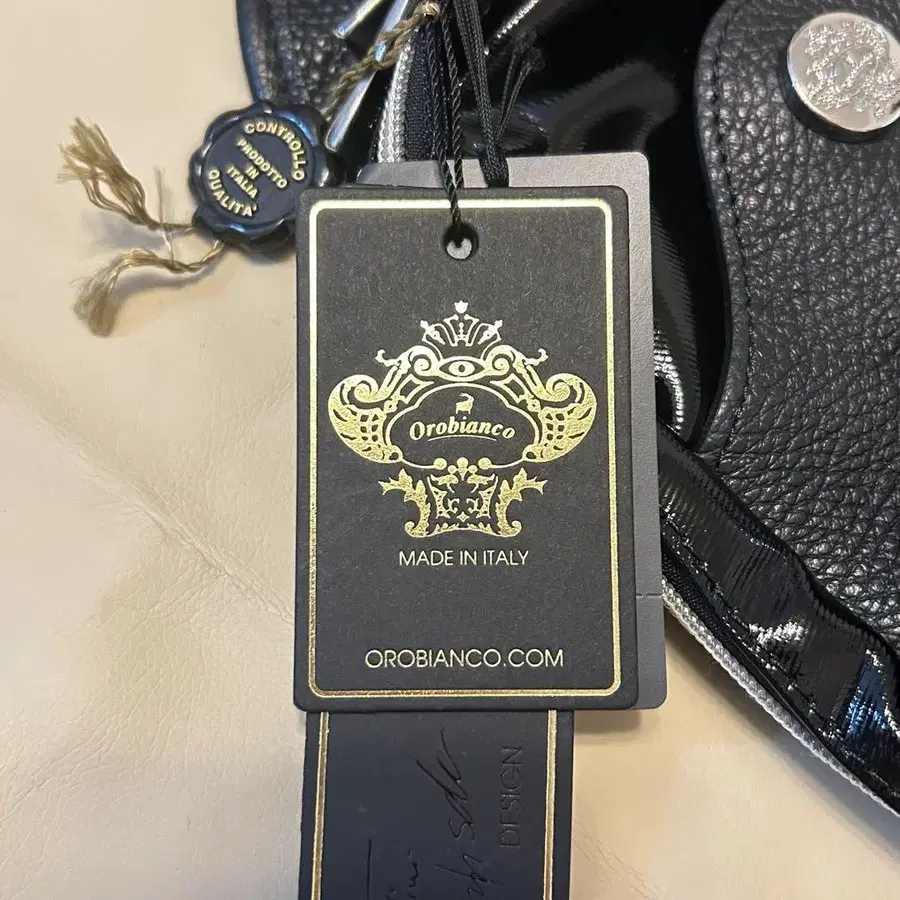 CONTROLLO
PRODOTTO
IN
ITALIA
QUALITA'
Orobianco
MADE IN ITALY
OROBIANCO.COM
DESIGN